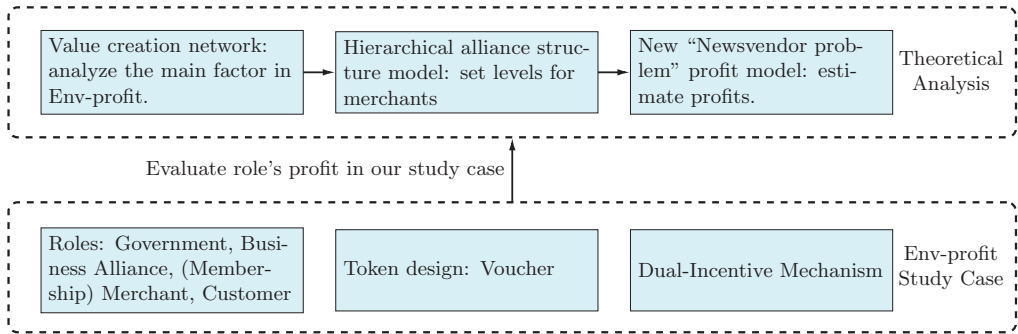 Value creation network:
analyze the main factor in
Env-profit.
Hierarchical alliance struc-
ture model: set levels for
merchants
New “Newsvendor prob-
lem” profit model: esti-
mate profits.
Theoretical
Analysis
Evaluate role’s profit in our study case
Roles: Government, Busi-
ness Alliance, (Member-
ship) Merchant, Customer
Token design: Voucher
Dual-Incentive Mechanism
Env-profit
Study Case